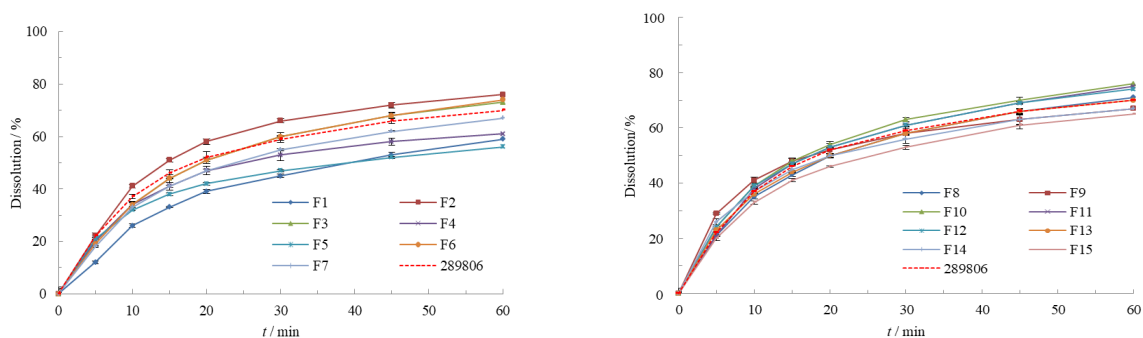 100
80
60
40
20
0
Dissolution/ %
0 10 20 30 40 50 60
t / min
F1 F2
F3 F4
F5 F6
F7 289806
100
80
60
40
20
0
Dissolution/ %
0 10 20 30 40 50 60
t / min
F8 F9
F10 F11
F12 F13
F14 F15
289806